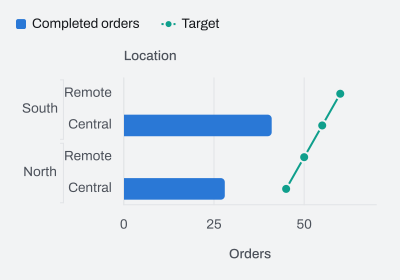 Completed orders
Target
Location
South
Remote
Central
North
Remote
Central
0
25
50
Orders